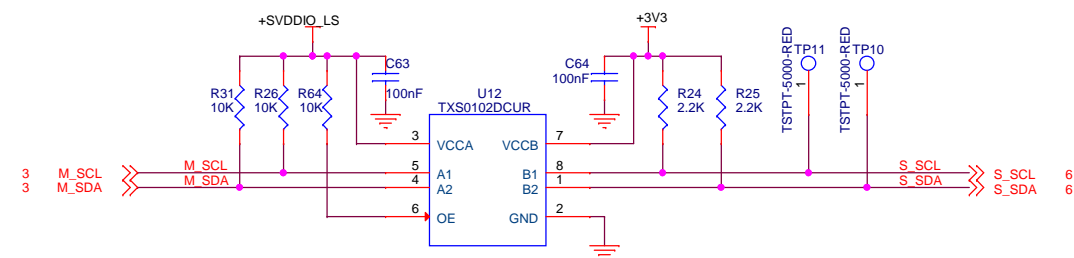 +SVDDIO_LS
+3V3
TSTPT-5000-RED
TP11
1
TSTPT-5000-RED
TP10
1
C63
100nF
C64
100nF
R31
10K
R26
10K
R64
10K
R24
2.2K
R25
2.2K
U12
TXS0102DCUR
3 VCCA
VCCB 7
3 M_SCL
M_SCL
5 A1
B1 8
S_SCL
S_SCL 6
3 M_SDA
M_SDA
4 A2
B2 1
S_SDA
S_SDA 6
6 OE
GND 2